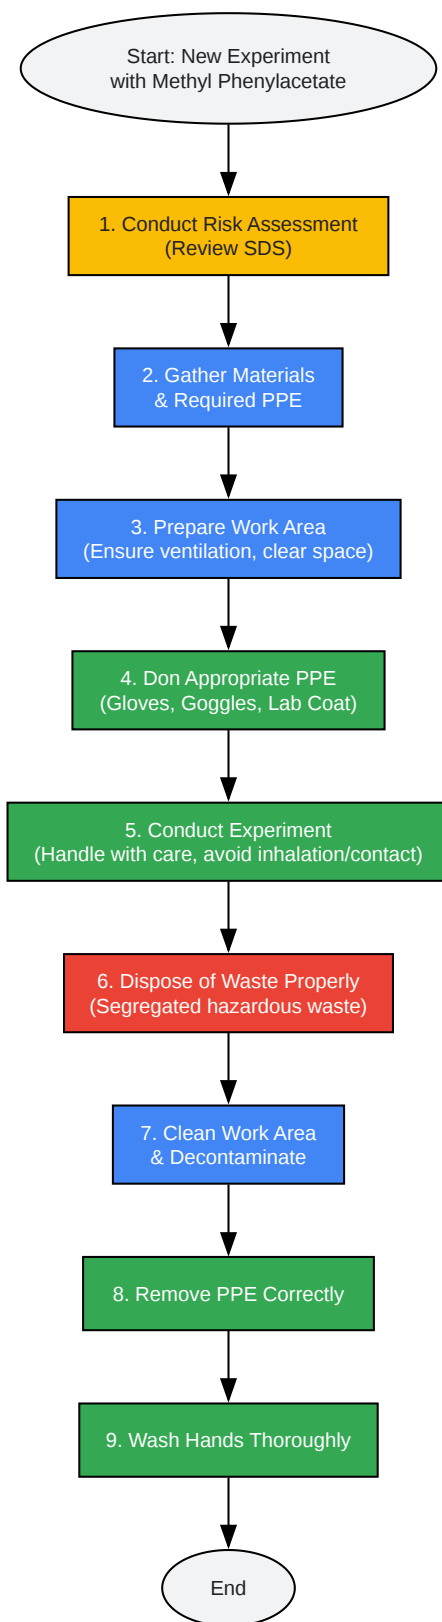 Start: New Experiment
with Methyl Phenylacetate
1. Conduct Risk Assessment
(Review SDS)
2. Gather Materials
& Required PPE
3. Prepare Work Area
(Ensure ventilation, clear space)
4. Don Appropriate PPE
(Gloves, Goggles, Lab Coat)
5. Conduct Experiment
(Handle with care, avoid inhalation/contact)
6. Dispose of Waste Properly
(Segregated hazardous waste)
7. Clean Work Area
& Decontaminate
8. Remove PPE Correctly
9. Wash Hands Thoroughly
End